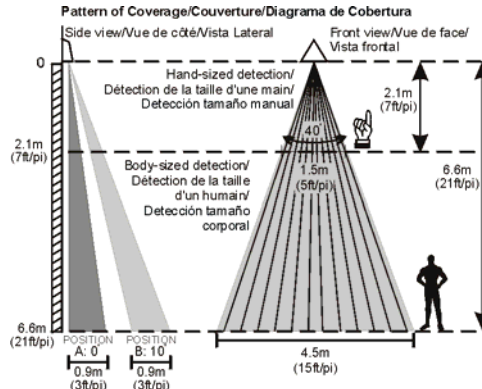 Pattern of Coverage/Couverture/Diagrama de Cobertura
Side view/Vue de côté/Vista Lateral
Front view/Vue de face/
Vista frontal
0
Hand-sized detection/
Détection de la taille d'une main/
Detección tamaño manual
2.1m
(7ft/pi)
40°
2.1m
(7ft/pi)
Body-sized detection/
Détection de la taille
d'un humain/
Detección tamaño
corporal
1.5m
(5ft/pi)
6.6m
(21ft/pi)
6.6m
(21ft/pi)
POSITION
A: 0°
POSITION
B: 10°
0.9m
(3ft/pi)
0.9m
(3ft/pi)
4.5m
(15ft/pi)